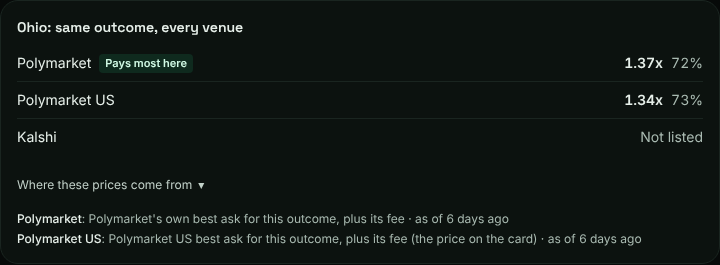 Ohio: same outcome, every venue
Polymarket Pays most here 1.37x 72%
Polymarket US 1.34x 73%
Kalshi Not listed
Where these prices come from ▾
Polymarket: Polymarket's own best ask for this outcome, plus its fee · as of 6 days ago
Polymarket US: Polymarket US best ask for this outcome, plus its fee (the price on the card) · as of 6 days ago